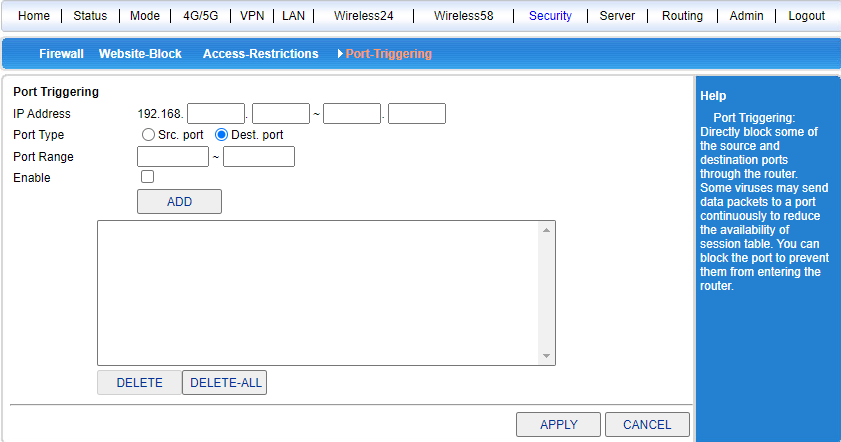 Home Status Mode 4G/5G VPN LAN Wireless24 Wireless58 Security Server Routing Admin Logout
Firewall Website-Block Access-Restrictions Port-Triggering
Port Triggering
IP Address 192.168. . ~ .
Port Type Src. port Dest. port
Port Range ~
Enable
ADD
DELETE DELETE-ALL
APPLY CANCEL
Help
Port Triggering:
Directly block some of
the source and
destination ports
through the router.
Some viruses may send
data packets to a port
continuously to reduce
the availability of
session table. You can
block the port to prevent
them from entering the
router.